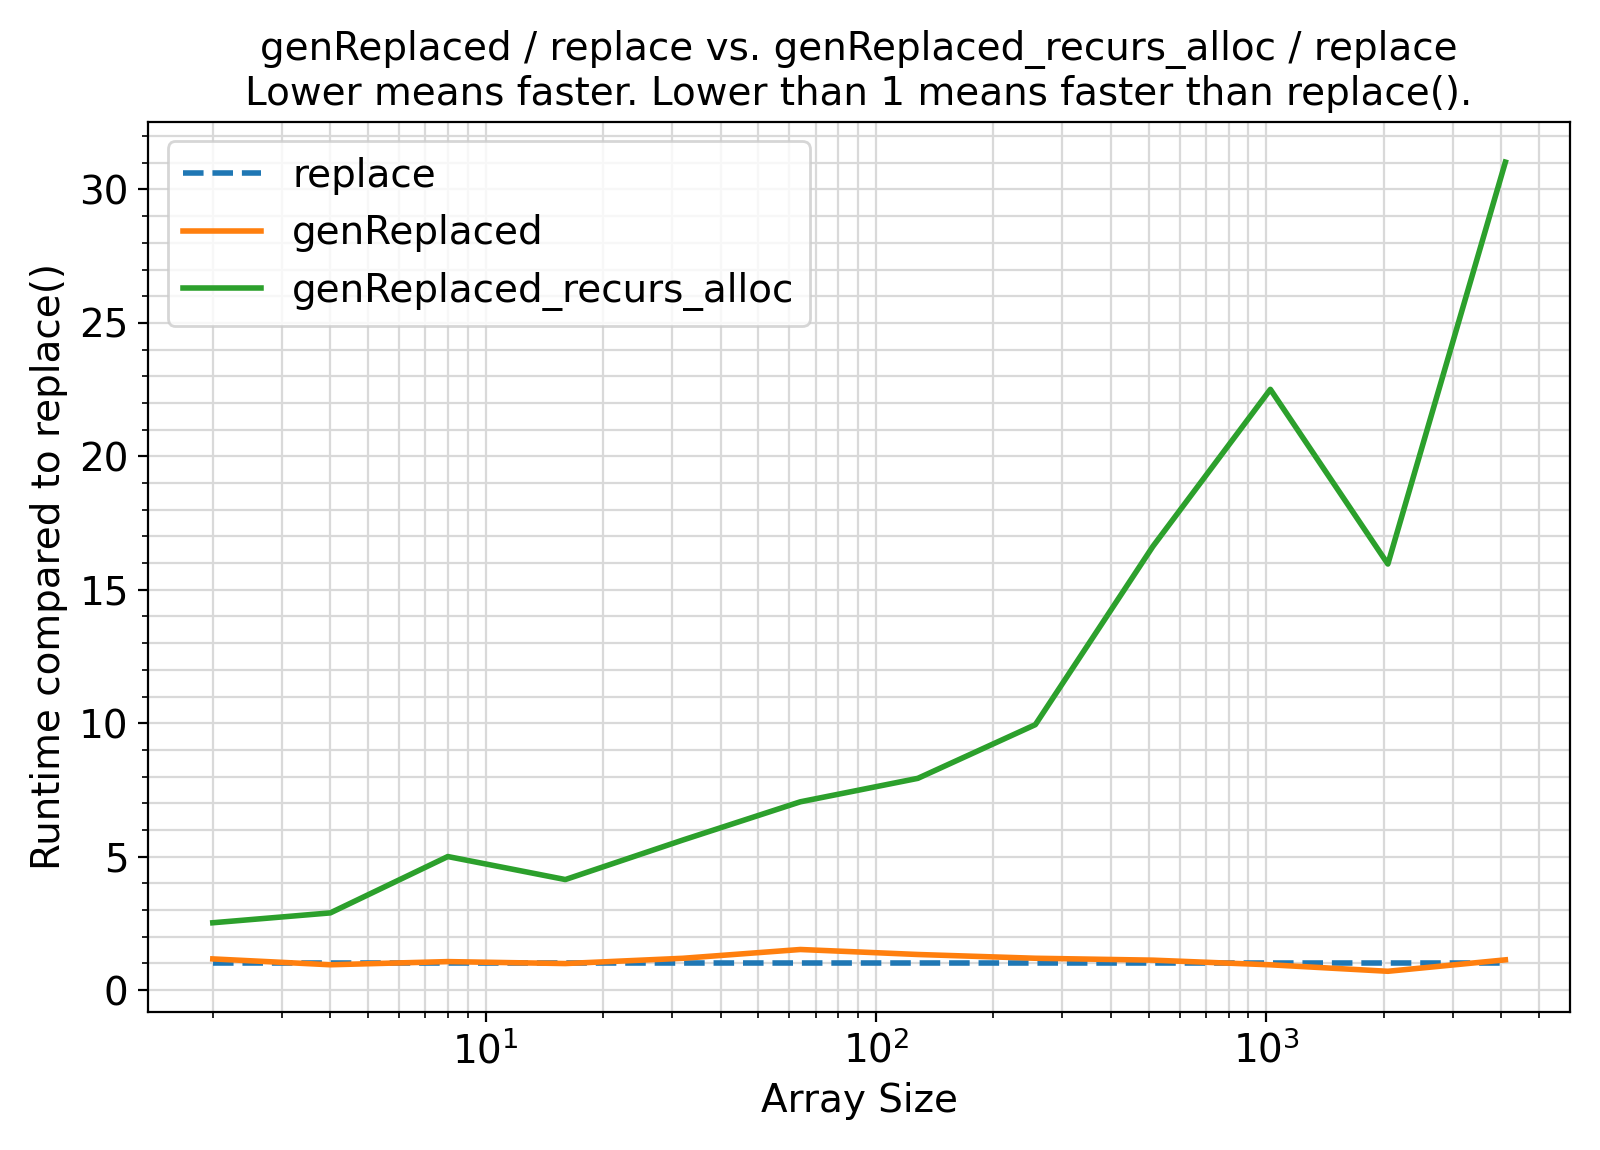 genReplaced / replace vs. genReplaced_recurs_alloc / replace
Lower means faster. Lower than 1 means faster than replace().
replace
genReplaced
genReplaced_recurs_alloc
Runtime compared to replace()
30
25
20
15
10
5
0
10¹
10²
10³
Array Size